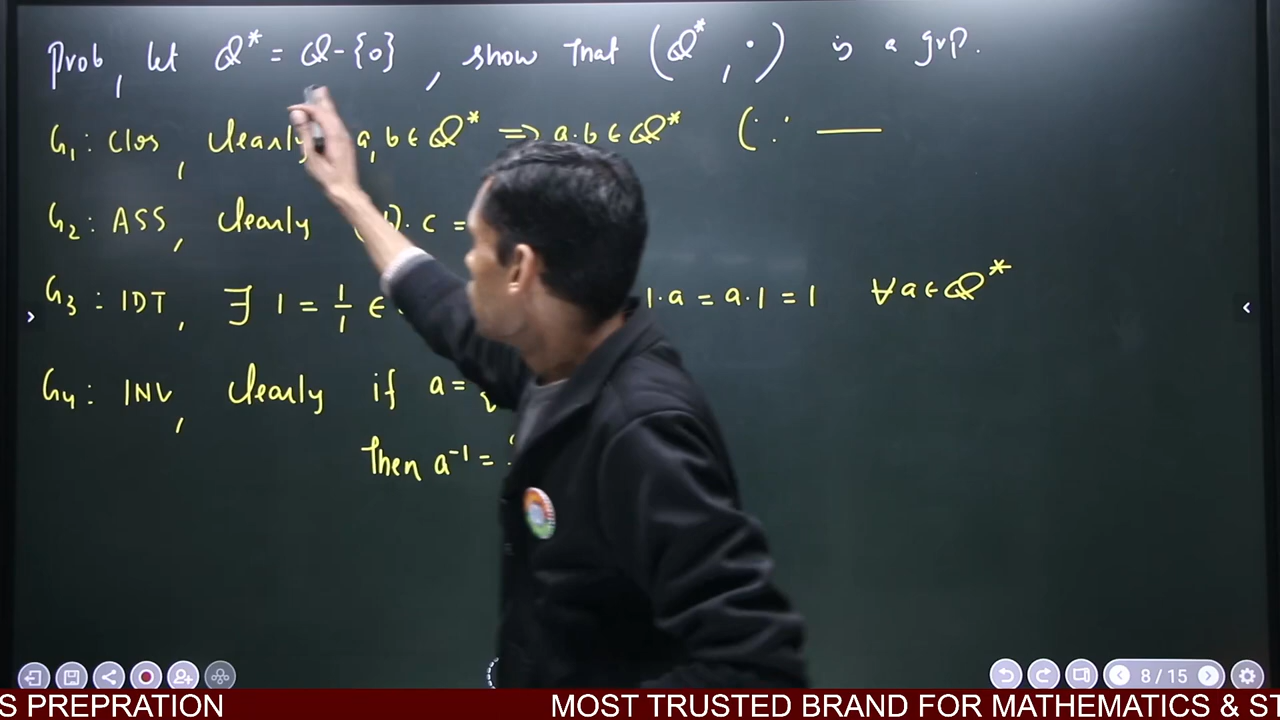 Prob, let Q* = Q-{0}, show that (Q*, ·) is a grp.
G₁: Clos, Clearly a, b ∈ Q* => a·b ∈ Q* (∵ —
G₂: ASS, Clearly ). c =
G₃: IDT, ∃ 1 = 1/1 ∈ 1·a = a·1 = 1 ∀ a ∈ Q*
G₄: INV, Clearly if a =
Then a⁻¹ =
8 / 15
S PREPRATION MOST TRUSTED BRAND FOR MATHEMATICS & ST